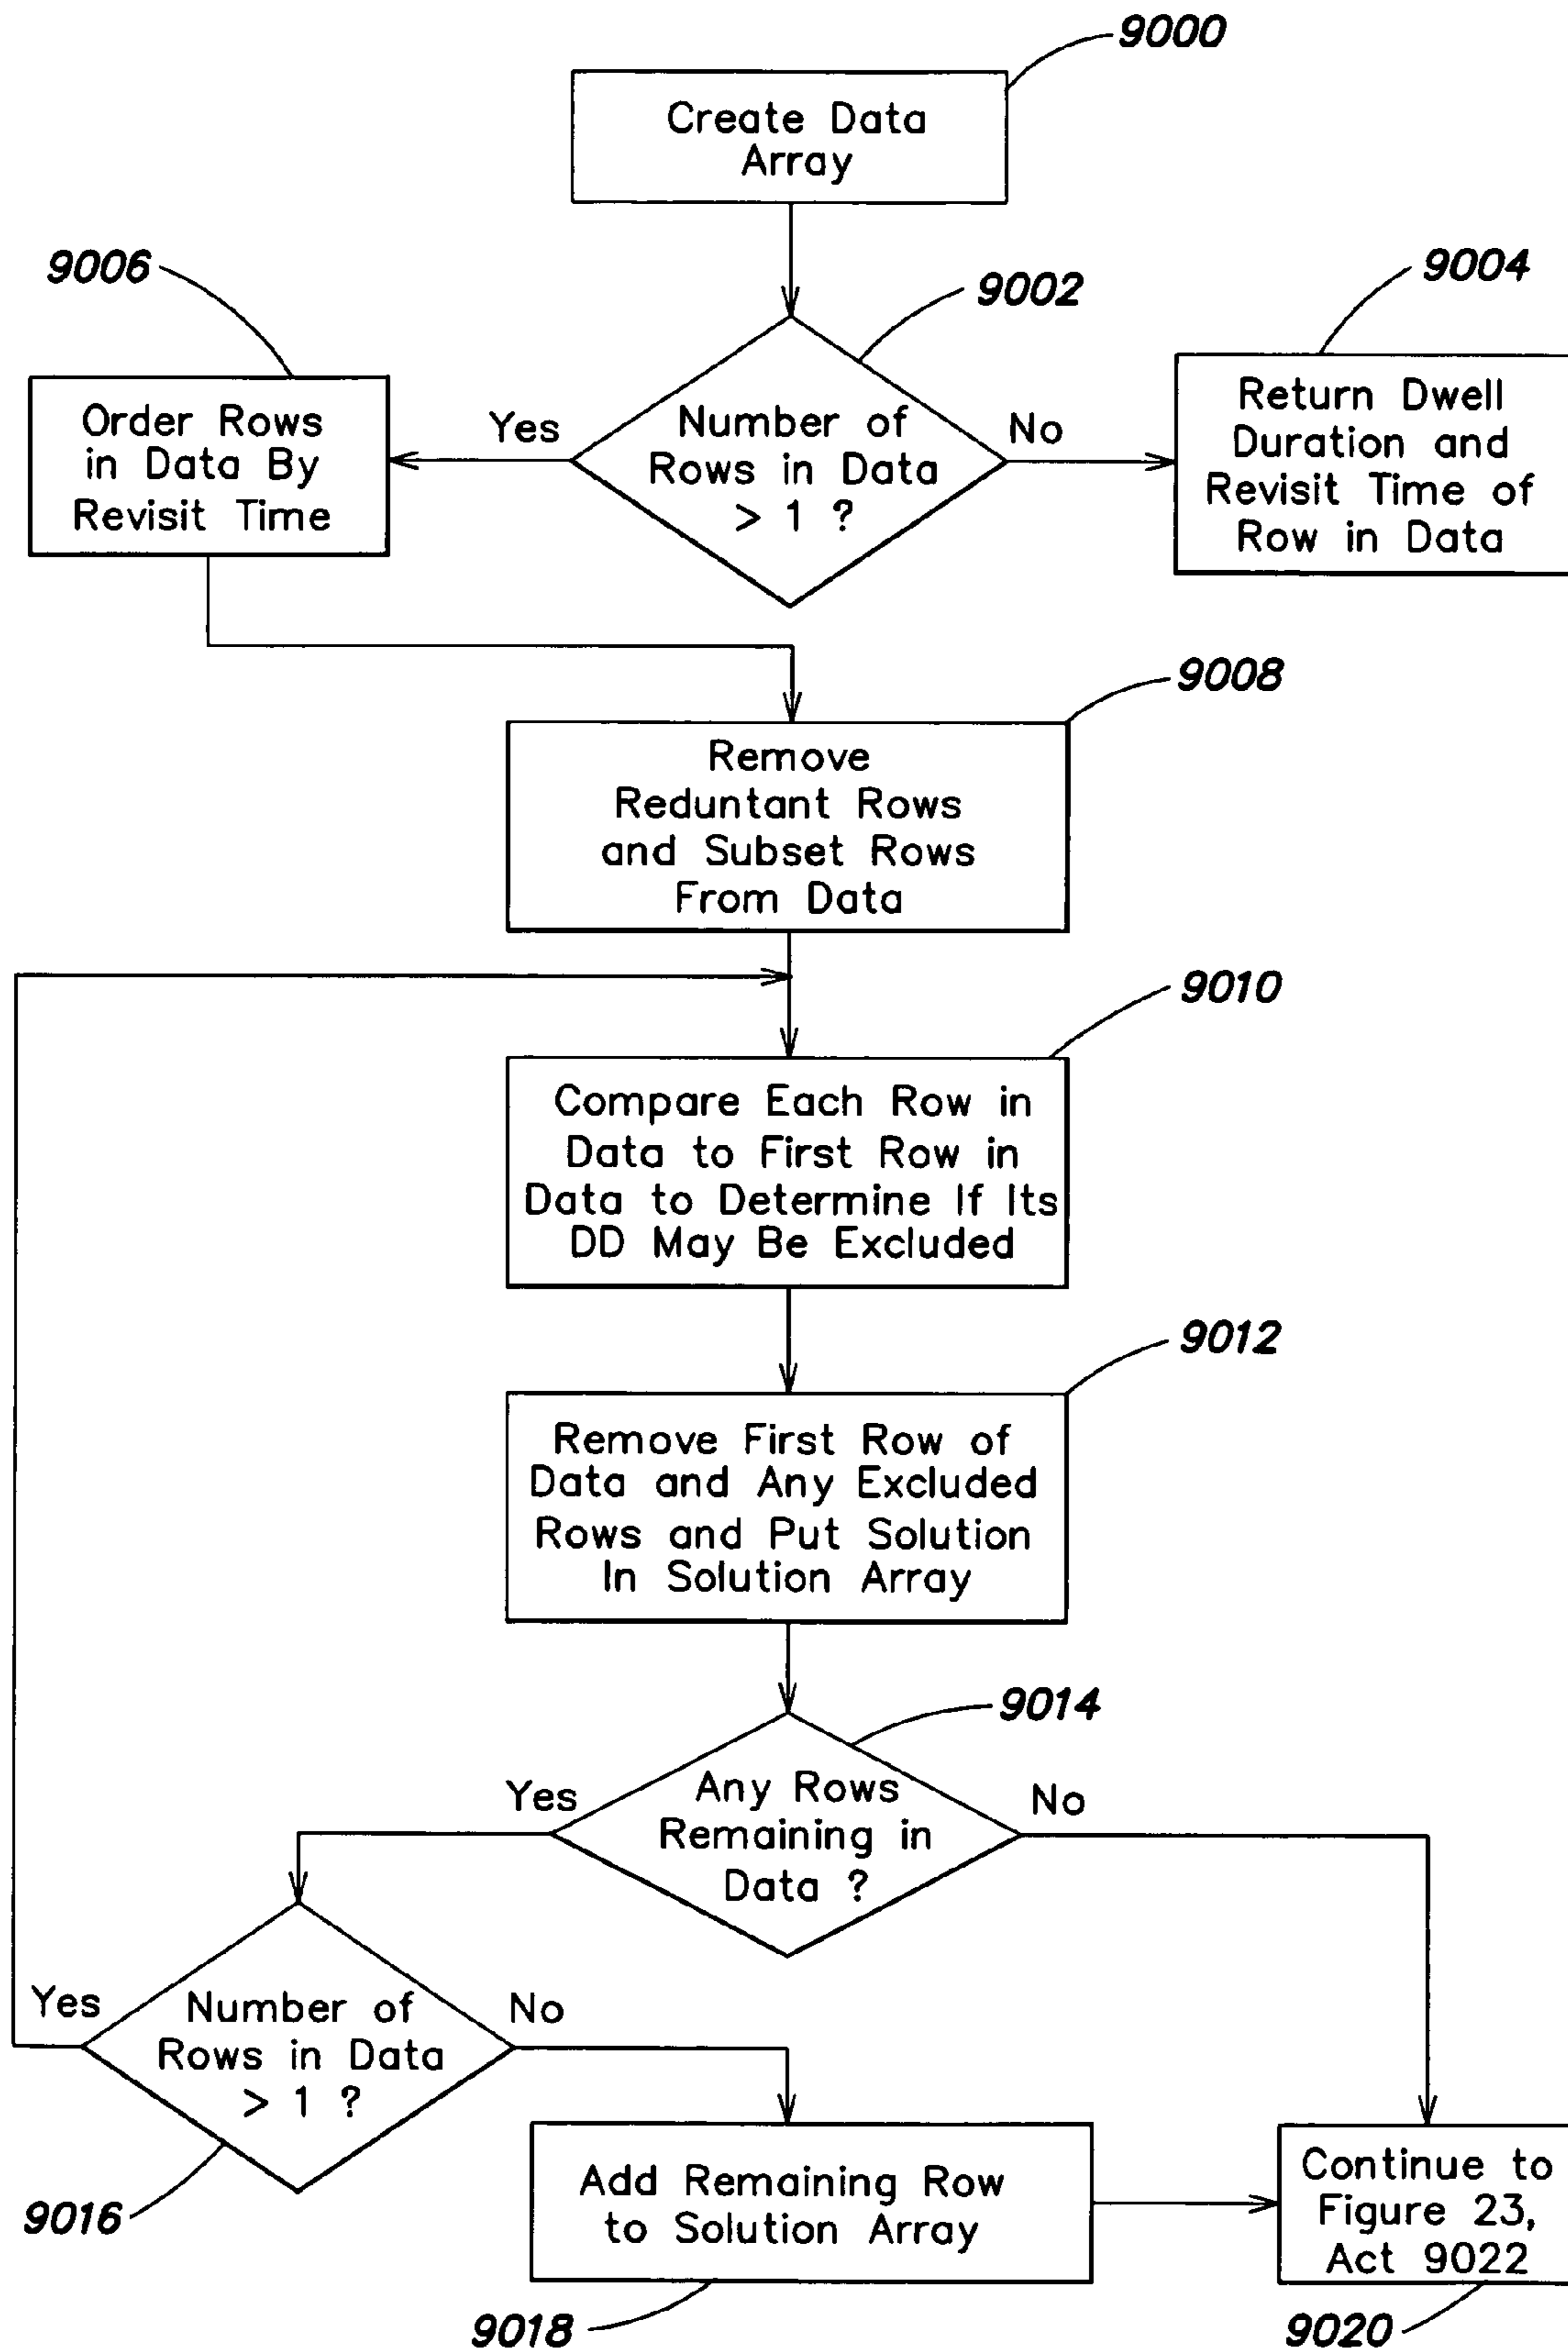 9000
Create Data
Array
9006
9002
9004
Order Rows
in Data By
Revisit Time
Yes
Number of
Rows in Data
> 1 ?
No
Return Dwell
Duration and
Revisit Time of
Row in Data
9008
Remove
Reduntant Rows
and Subset Rows
From Data
9010
Compare Each Row in
Data to First Row in
Data to Determine If Its
DD May Be Excluded
9012
Remove First Row of
Data and Any Excluded
Rows and Put Solution
In Solution Array
9014
Yes
Any Rows
Remaining in
Data ?
No
Yes
Number of
Rows in Data
> 1 ?
No
9016
Add Remaining Row
to Solution Array
9018
Continue to
Figure 23,
Act 9022
9020